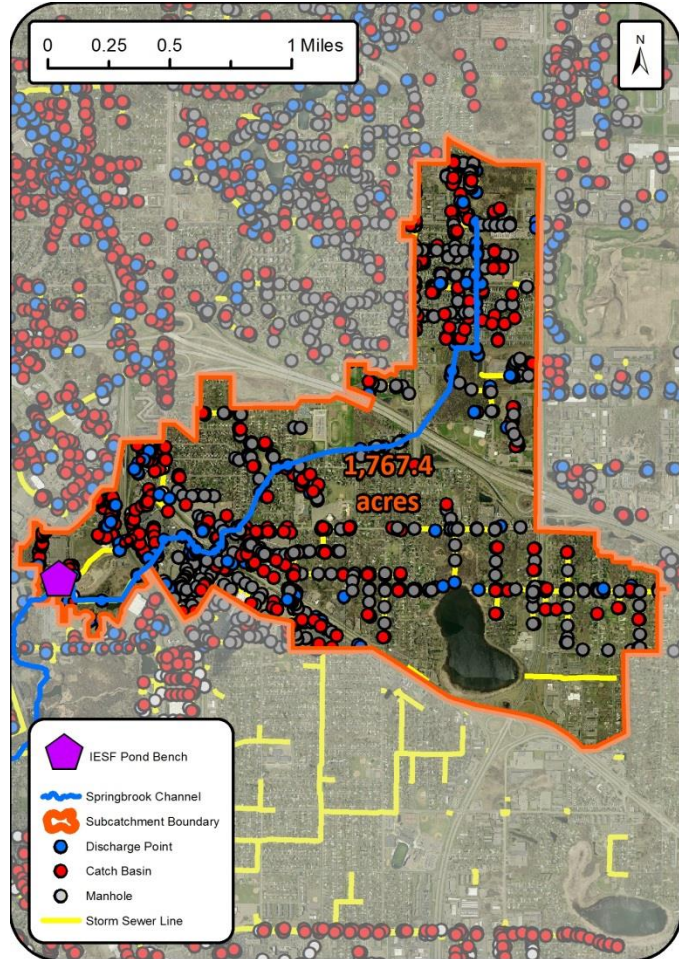 0 0.25 0.5 1 Miles
N
1,767.4
acres
IESF Pond Bench
Springbrook Channel
Subcatchment Boundary
Discharge Point
Catch Basin
Manhole
Storm Sewer Line